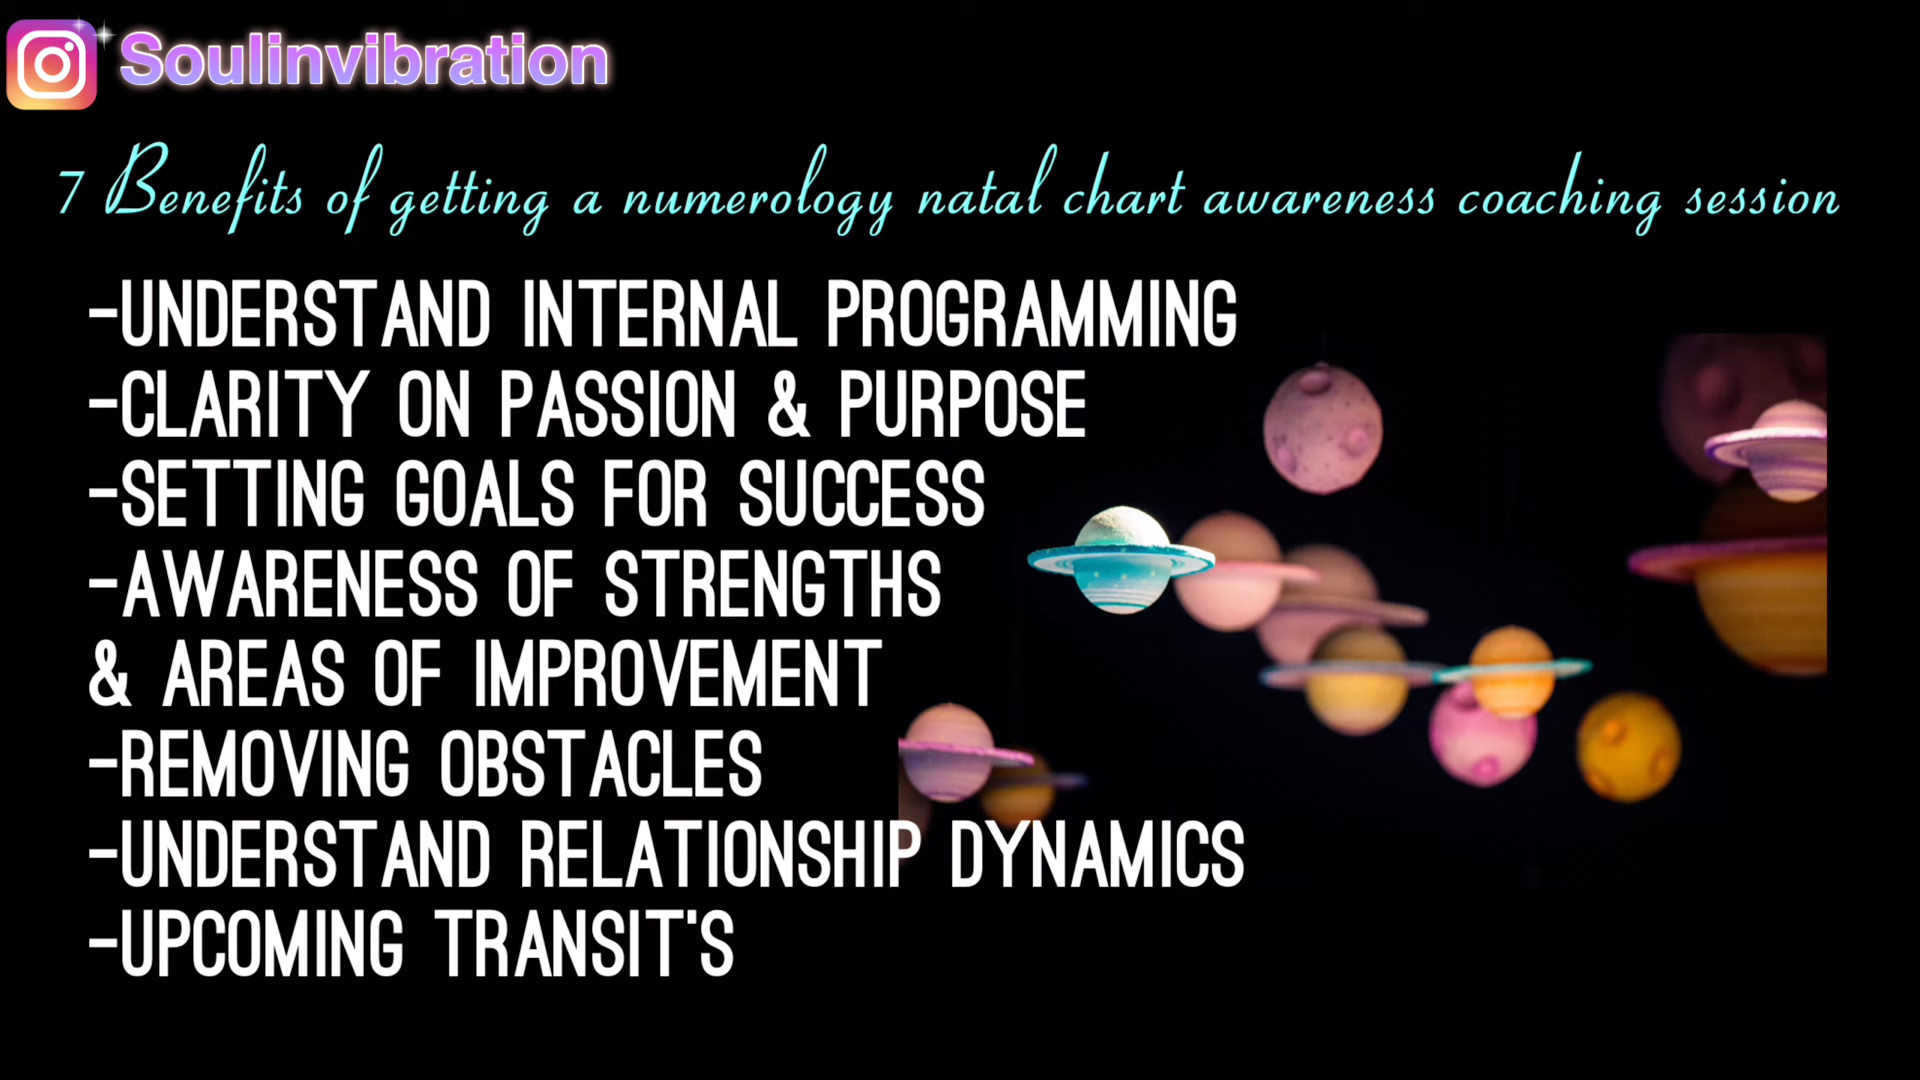 Soulinvibration
7 Benefits of getting a numerology natal chart awareness coaching session
-UNDERSTAND INTERNAL PROGRAMMING
-CLARITY ON PASSION & PURPOSE
-SETTING GOALS FOR SUCCESS
-AWARENESS OF STRENGTHS
& AREAS OF IMPROVEMENT
-REMOVING OBSTACLES
-UNDERSTAND RELATIONSHIP DYNAMICS
-UPCOMING TRANSIT'S